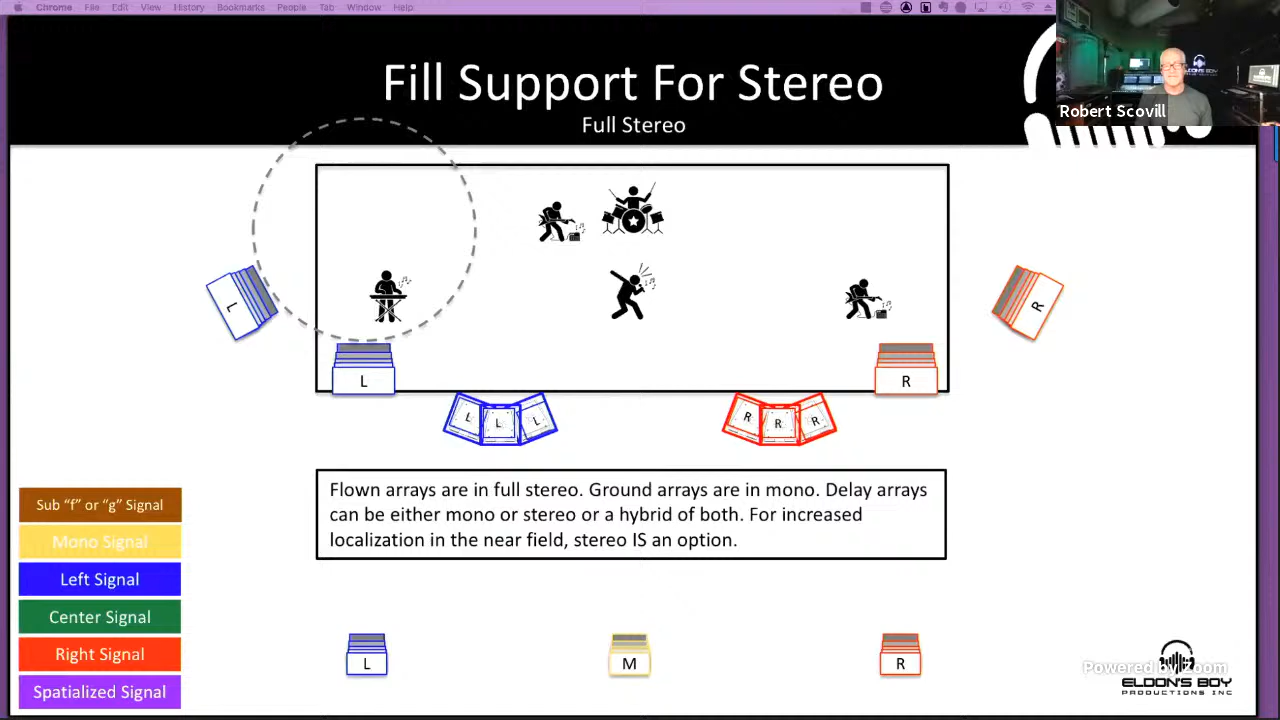 Chrome File Edit View History Bookmarks People Tab Window Help
Fill Support For Stereo
Full Stereo
Robert Scovill
L
R
L
R
L L L
R R R
Flown arrays are in full stereo. Ground arrays are in mono. Delay arrays
can be either mono or stereo or a hybrid of both. For increased
localization in the near field, stereo IS an option.
Sub “f” or “g” Signal
Mono Signal
Left Signal
Center Signal
Right Signal
Spatialized Signal
L
M
R
Powered by Zoom
ELDON'S BOY
PRODUCTIONS INC